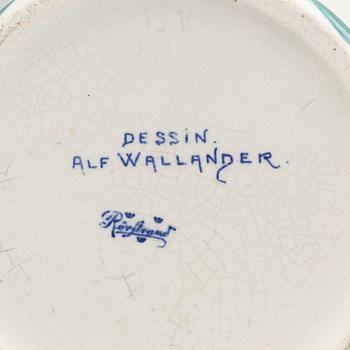 DESSIN.
ALF WALLANDER.
Rörstrand